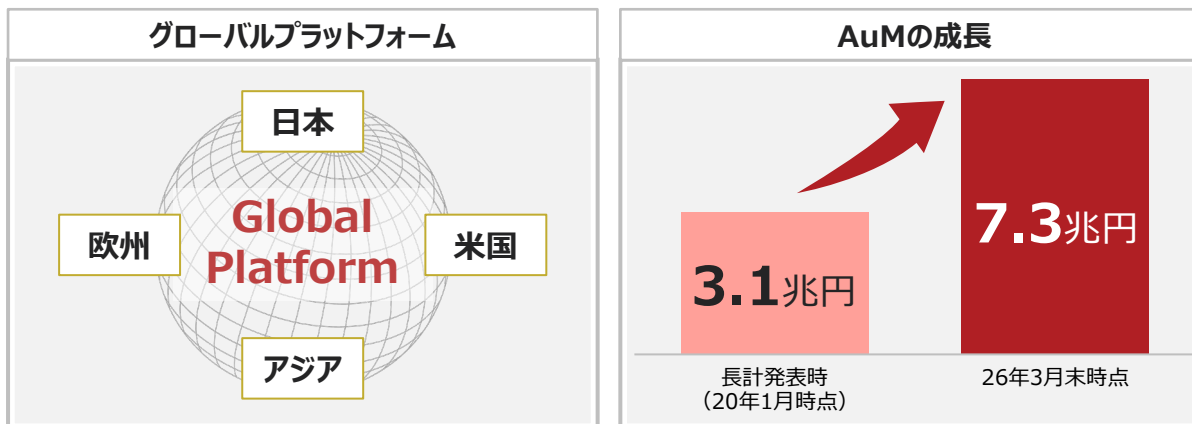 グローバルプラットフォーム
日本
欧州
Global
Platform
米国
アジア
AuMの成長
3.1兆円
7.3兆円
長計発表時
（20年1月時点）
26年3月末時点